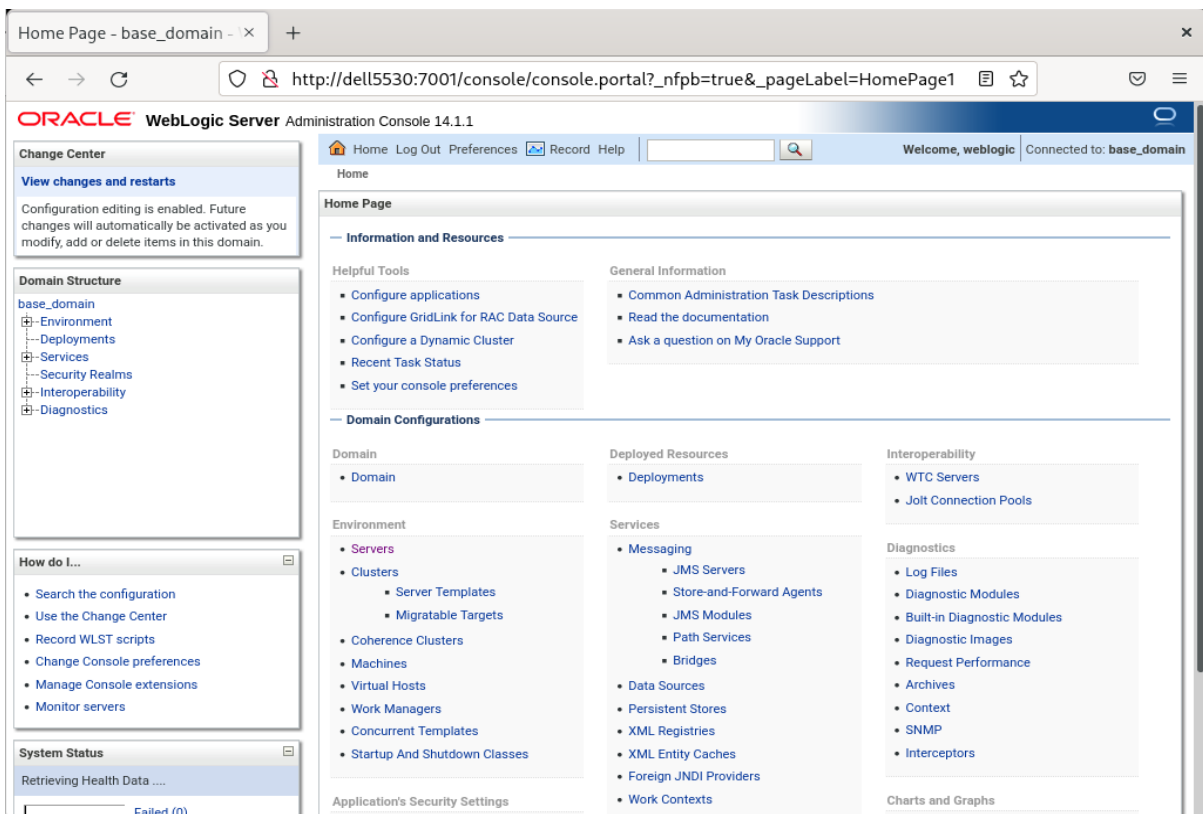 Home Page - base_domain -
http://dell5530:7001/console/console.portal?_nfpb=true&_pageLabel=HomePage1
ORACLE WebLogic Server Administration Console 14.1.1
Change Center
View changes and restarts
Configuration editing is enabled. Future
changes will automatically be activated as you
modify, add or delete items in this domain.
Domain Structure
base_domain
Environment
Deployments
Services
Security Realms
Interoperability
Diagnostics
How do I...
Search the configuration
Use the Change Center
Record WLST scripts
Change Console preferences
Manage Console extensions
Monitor servers
System Status
Retrieving Health Data ....
Failed (0)
Home Log Out Preferences Record Help
Welcome, weblogic Connected to: base_domain
Home
Home Page
Information and Resources
Helpful Tools
Configure applications
Configure GridLink for RAC Data Source
Configure a Dynamic Cluster
Recent Task Status
Set your console preferences
General Information
Common Administration Task Descriptions
Read the documentation
Ask a question on My Oracle Support
Domain Configurations
Domain
Domain
Deployed Resources
Deployments
Interoperability
WTC Servers
Jolt Connection Pools
Environment
Servers
Clusters
Server Templates
Migratable Targets
Coherence Clusters
Machines
Virtual Hosts
Work Managers
Concurrent Templates
Startup And Shutdown Classes
Services
Messaging
JMS Servers
Store-and-Forward Agents
JMS Modules
Path Services
Bridges
Data Sources
Persistent Stores
XML Registries
XML Entity Caches
Foreign JNDI Providers
Work Contexts
Diagnostics
Log Files
Diagnostic Modules
Built-in Diagnostic Modules
Diagnostic Images
Request Performance
Archives
Context
SNMP
Interceptors
Application's Security Settings
Charts and Graphs